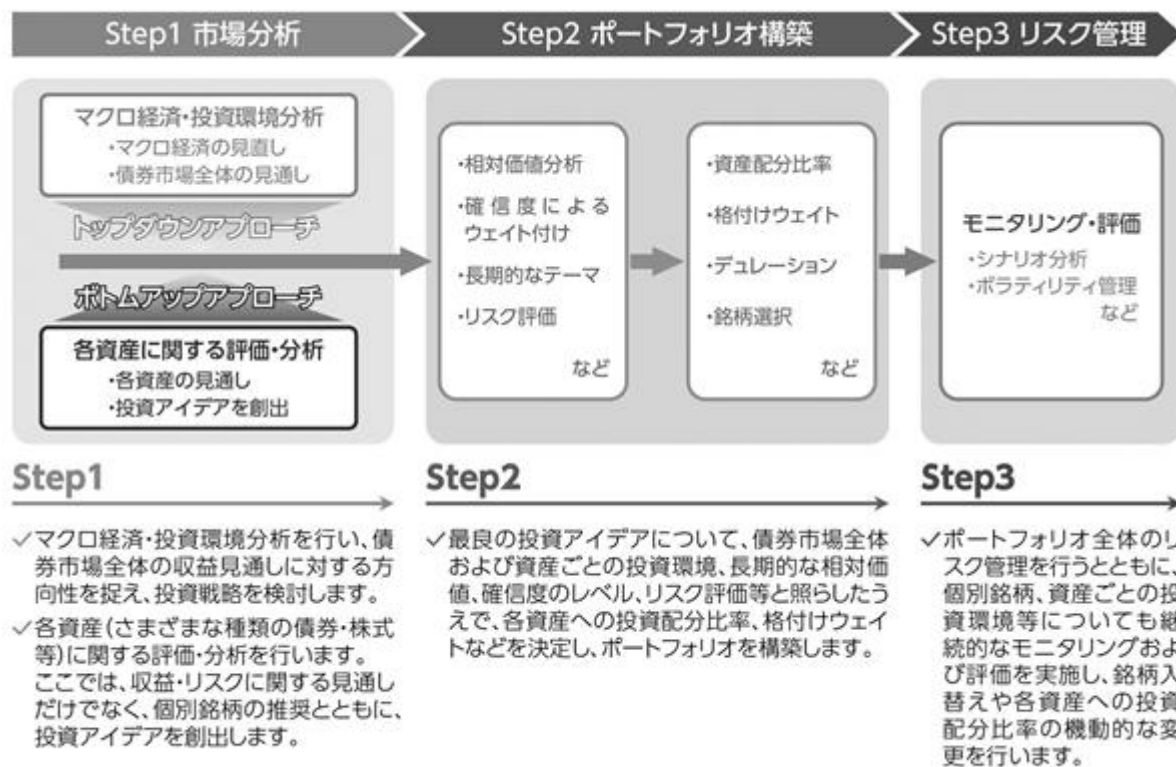 Step1 市場分析
Step2 ポートフォリオ構築
Step3 リスク管理
マクロ経済・投資環境分析
・マクロ経済の見直し
・債券市場全体の見通し
トップダウンアプローチ
ボトムアップアプローチ
各資産に関する評価・分析
・各資産の見通し
・投資アイデアを創出
・相対価値分析
・確信度による
ウェイト付け
・長期的なテーマ
・リスク評価
など
・資産配分比率
・格付けウェイト
・デュレーション
・銘柄選択
など
モニタリング・評価
・シナリオ分析
・ボラティリティ管理
など
Step1
✓マクロ経済・投資環境分析を行い、債
券市場全体の収益見通しに対する方
向性を捉え、投資戦略を検討します。
✓各資産(さまざまな種類の債券・株式
等)に関する評価・分析を行います。
ここでは、収益・リスクに関する見通し
だけでなく、個別銘柄の推奨とともに、
投資アイデアを創出します。
Step2
✓最良の投資アイデアについて、債券市場全体
および資産ごとの投資環境、長期的な相対価
値、確信度のレベル、リスク評価等と照らしたう
えで、各資産への投資配分比率、格付けウェイ
トなどを決定し、ポートフォリオを構築します。
Step3
✓ポートフォリオ全体のリ
スク管理を行うとともに、
個別銘柄、資産ごとの投
資環境等についても継
続的なモニタリングおよ
び評価を実施し、銘柄入
替えや各資産への投資
配分比率の機動的な変
更を行います。